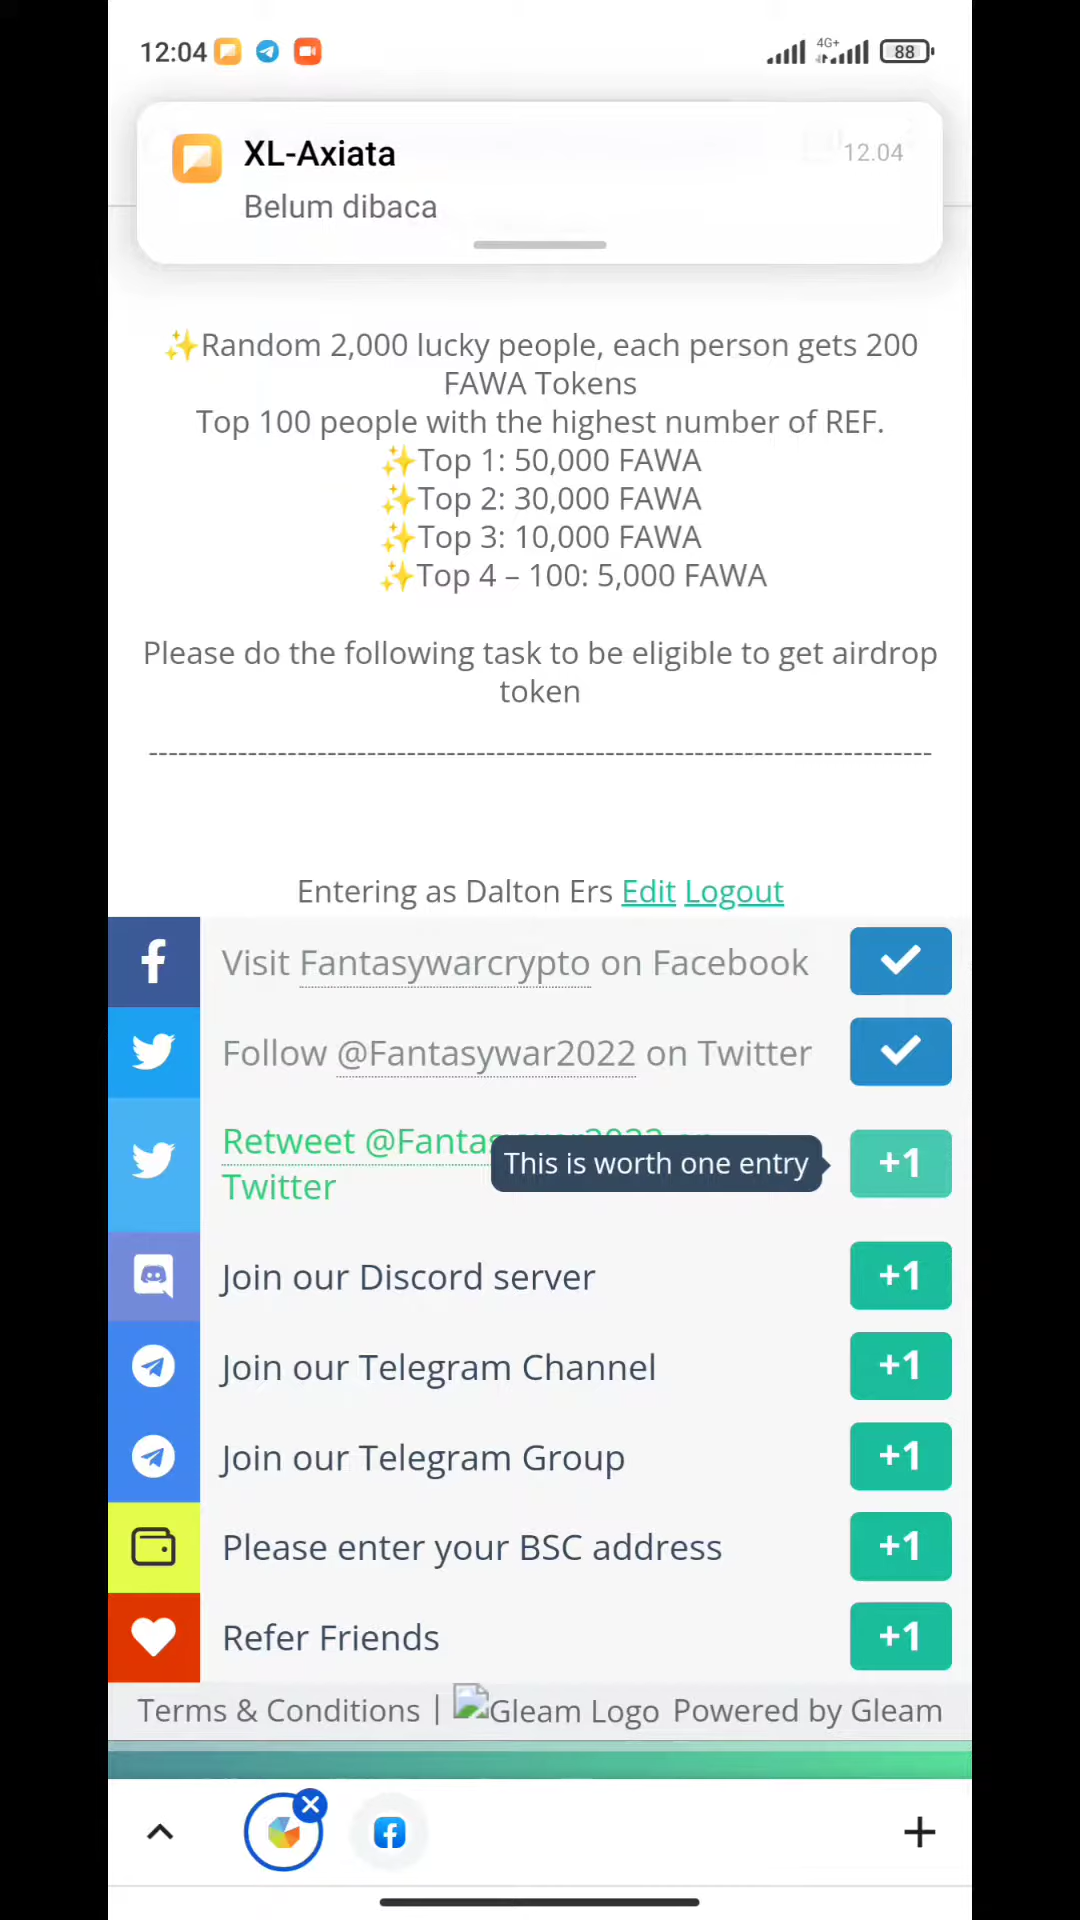 12:04
4G+
88
XL-Axiata
12.04
Belum dibaca
✨Random 2,000 lucky people, each person gets 200
FAWA Tokens
Top 100 people with the highest number of REF.
✨Top 1: 50,000 FAWA
✨Top 2: 30,000 FAWA
✨Top 3: 10,000 FAWA
✨Top 4 – 100: 5,000 FAWA
Please do the following task to be eligible to get airdrop
token
--------------------------------------------------------------------------------
Entering as Dalton Ers Edit Logout
Visit Fantasywarcrypto on Facebook
Follow @Fantasywar2022 on Twitter
Retweet
Twitter
This is worth one entry
+1
Join our Discord server
+1
Join our Telegram Channel
+1
Join our Telegram Group
+1
Please enter your BSC address
+1
Refer Friends
+1
Terms & Conditions | Gleam Logo Powered by Gleam